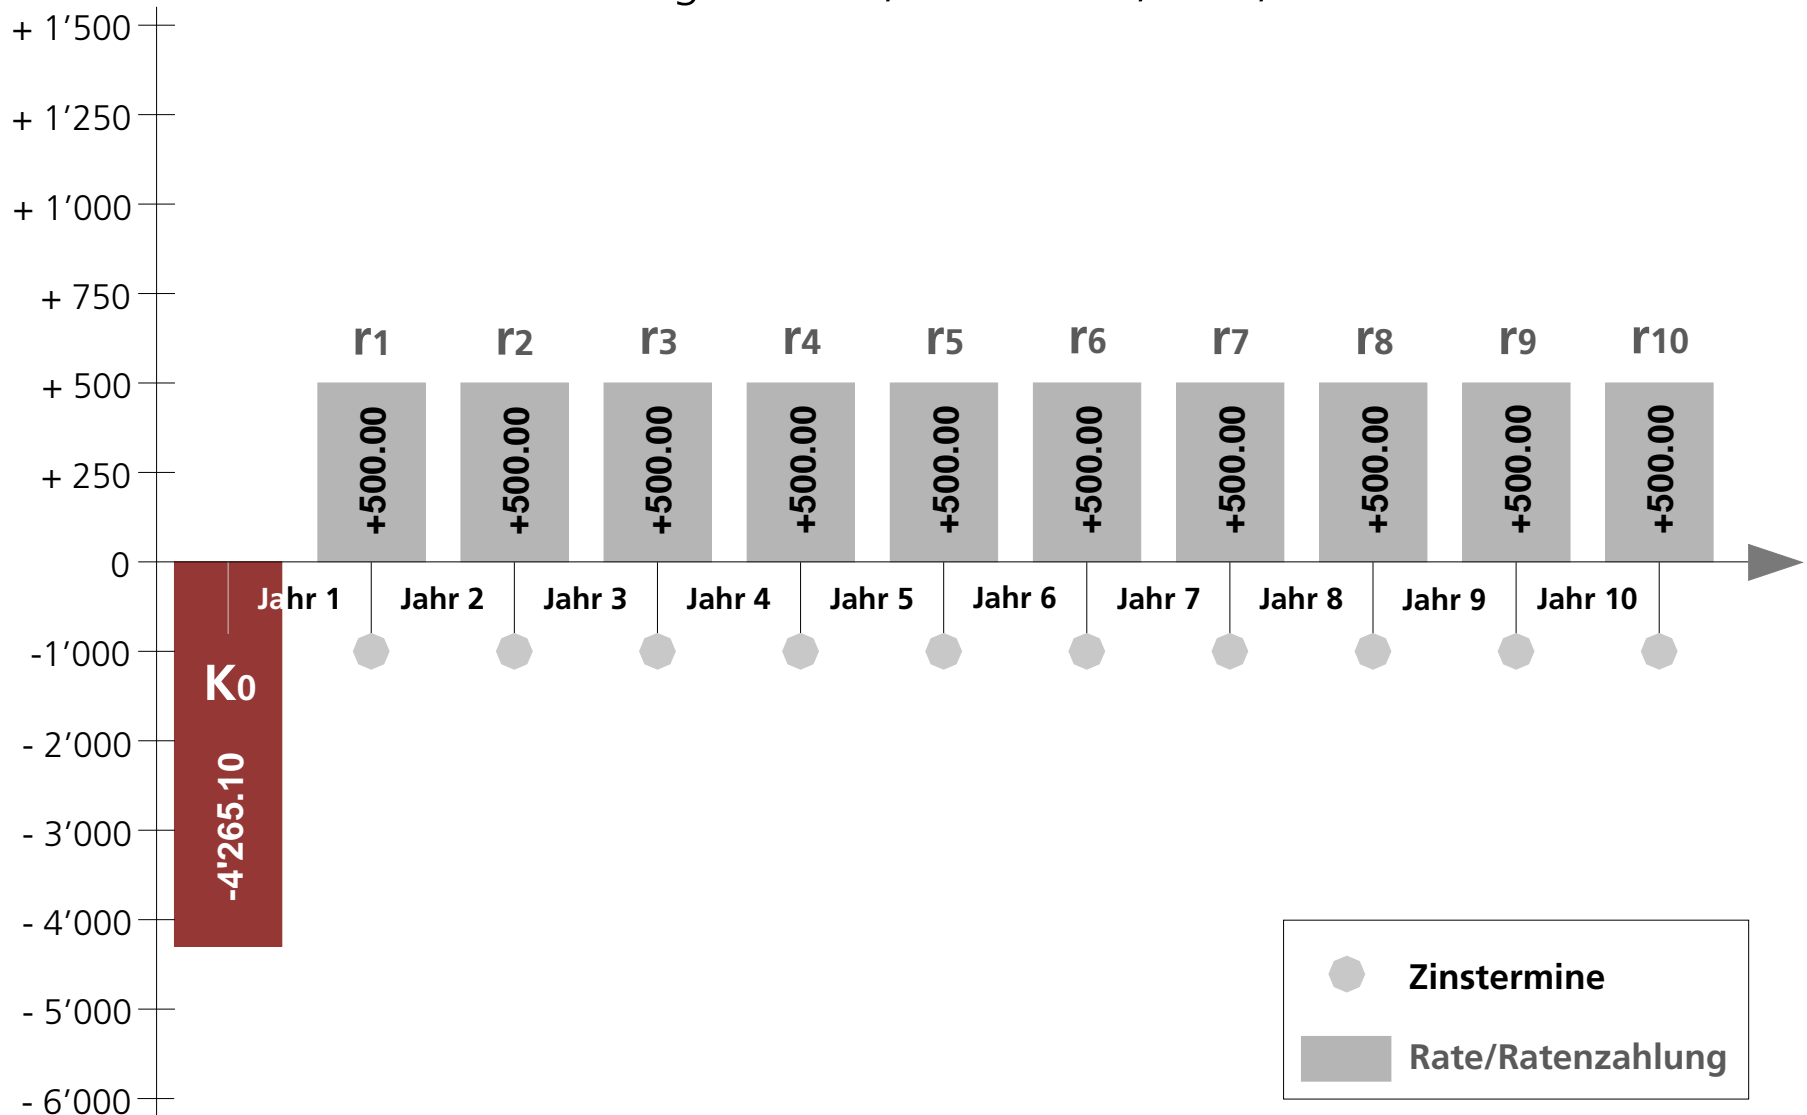 + 1’500
+ 1’250
+ 1’000
+ 750
+ 500
+ 250
0
-1’000
- 2’000
- 3’000
- 4’000
- 5’000
- 6’000
r1 r2 r3 r4 r5 r6 r7 r8 r9 r10
+500.00 +500.00 +500.00 +500.00 +500.00 +500.00 +500.00 +500.00 +500.00 +500.00
Jahr 1 Jahr 2 Jahr 3 Jahr 4 Jahr 5 Jahr 6 Jahr 7 Jahr 8 Jahr 9 Jahr 10
K0
-4'265.10
Zinstermine
Rate/Ratenzahlung